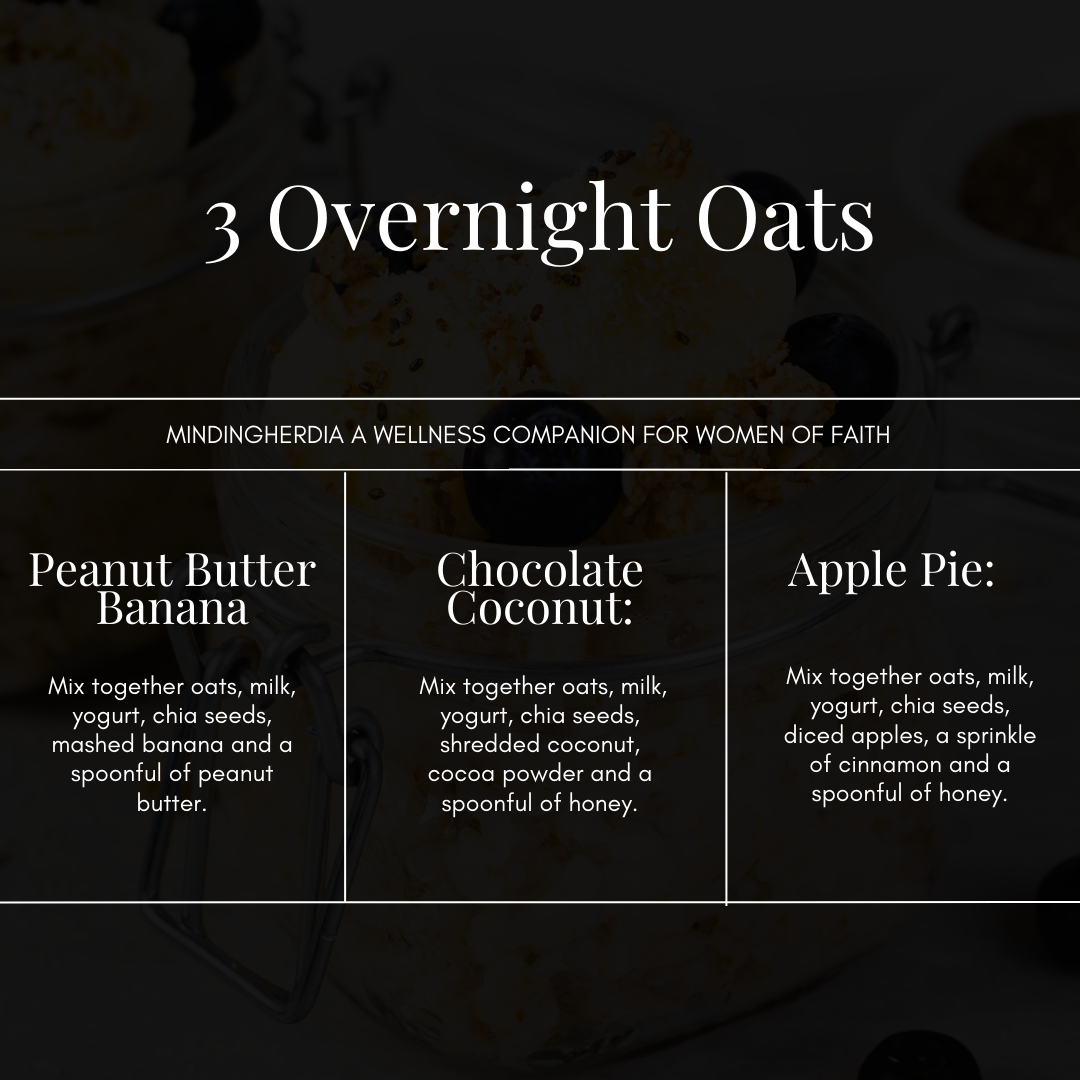 3 Overnight Oats
MINDINGHERDIA A WELLNESS COMPANION FOR WOMEN OF FAITH
Peanut Butter
Banana
Mix together oats, milk,
yogurt, chia seeds,
mashed banana and a
spoonful of peanut
butter.
Chocolate
Coconut:
Mix together oats, milk,
yogurt, chia seeds,
shredded coconut,
cocoa powder and a
spoonful of honey.
Apple Pie:
Mix together oats, milk,
yogurt, chia seeds,
diced apples, a sprinkle
of cinnamon and a
spoonful of honey.